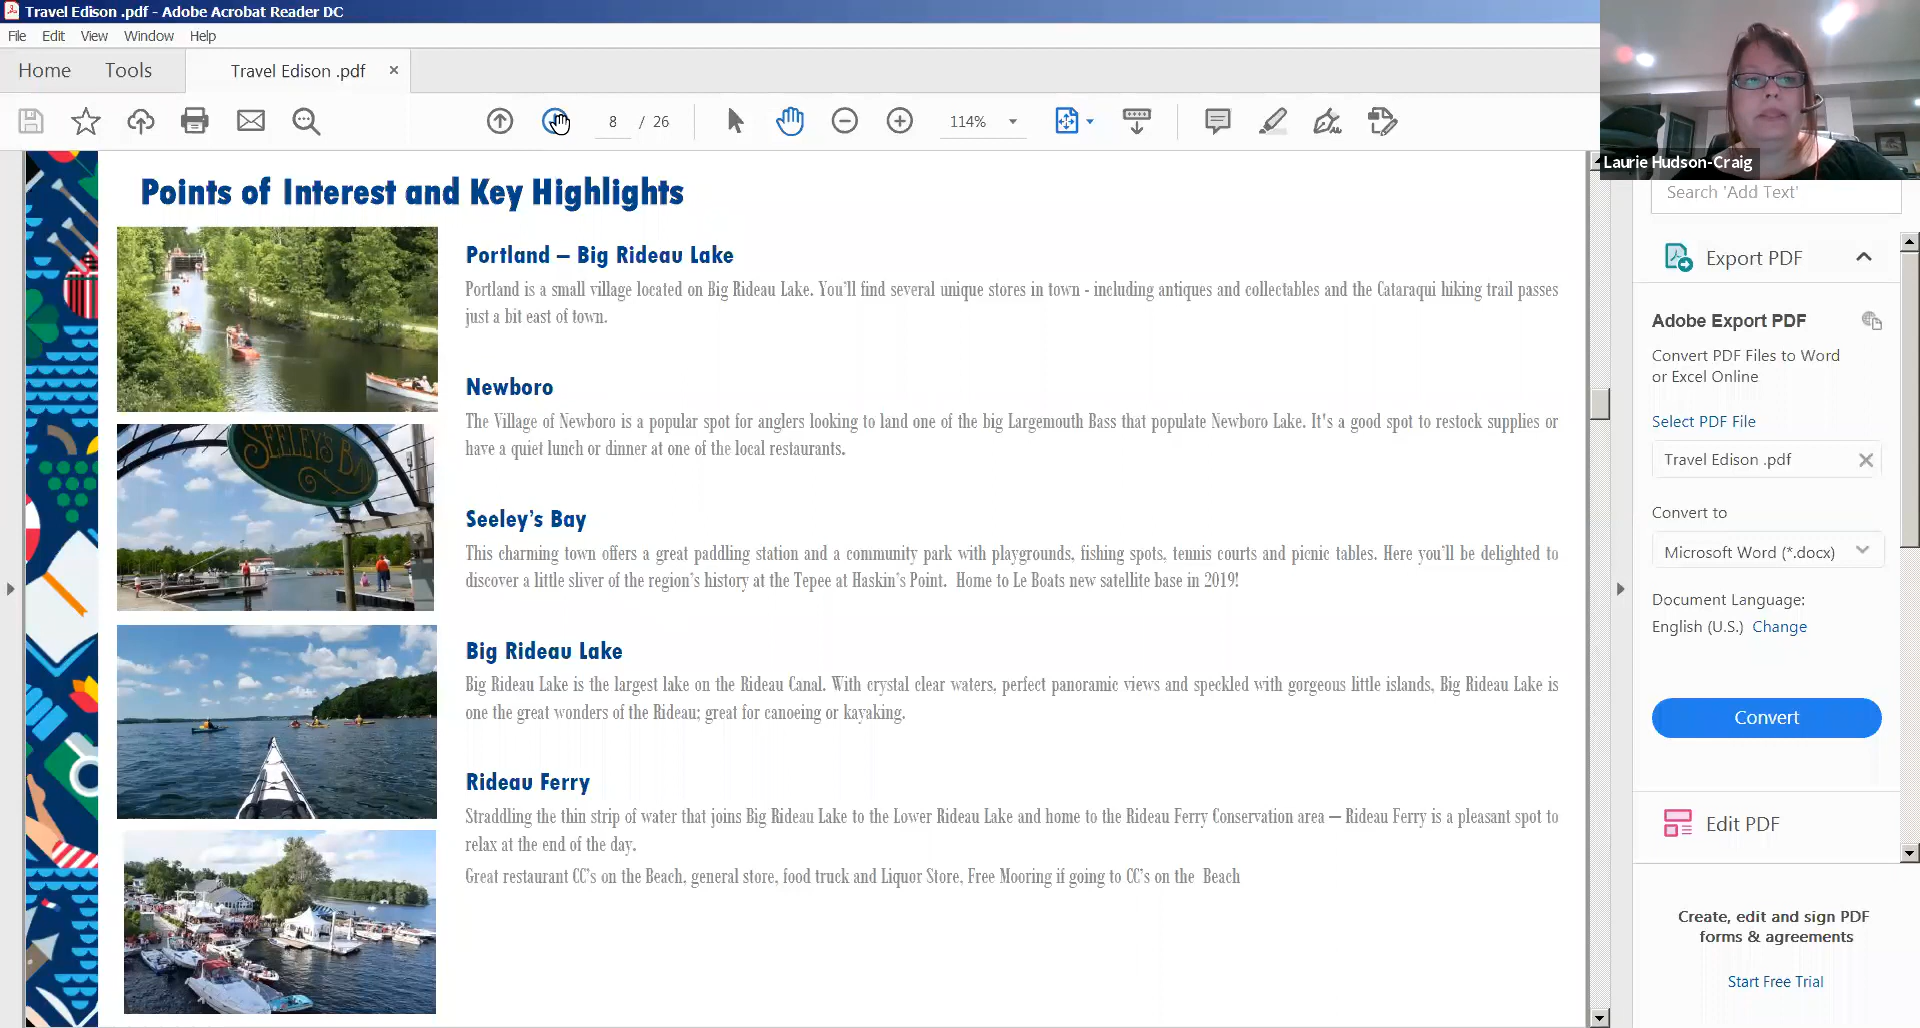 Travel Edison .pdf - Adobe Acrobat Reader DC
File Edit View Window Help
Home Tools Travel Edison .pdf ×
8 / 26 114%
Laurie Hudson-Craig
Search 'Add Text'
Points of Interest and Key Highlights
Portland – Big Rideau Lake
Portland is a small village located on Big Rideau Lake. You'll find several unique stores in town - including antiques and collectables and the Cataraqui hiking trail passes
just a bit east of town.
Newboro
The Village of Newboro is a popular spot for anglers looking to land one of the big Largemouth Bass that populate Newboro Lake. It's a good spot to restock supplies or
have a quiet lunch or dinner at one of the local restaurants.
SEELEY'S BAY
Seeley's Bay
This charming town offers a great paddling station and a community park with playgrounds, fishing spots, tennis courts and picnic tables. Here you'll be delighted to
discover a little sliver of the region's history at the Tepee at Haskin's Point. Home to Le Boats new satellite base in 2019!
Big Rideau Lake
Big Rideau Lake is the largest lake on the Rideau Canal. With crystal clear waters, perfect panoramic views and speckled with gorgeous little islands, Big Rideau Lake is
one the great wonders of the Rideau; great for canoeing or kayaking.
Rideau Ferry
Straddling the thin strip of water that joins Big Rideau Lake to the Lower Rideau Lake and home to the Rideau Ferry Conservation area – Rideau Ferry is a pleasant spot to
relax at the end of the day.
Great restaurant CC's on the Beach, general store, food truck and Liquor Store, Free Mooring if going to CC's on the Beach
Export PDF
Adobe Export PDF
Convert PDF Files to Word
or Excel Online
Select PDF File
Travel Edison .pdf
Convert to
Microsoft Word (*.docx)
Document Language:
English (U.S.) Change
Convert
Edit PDF
Create, edit and sign PDF
forms & agreements
Start Free Trial